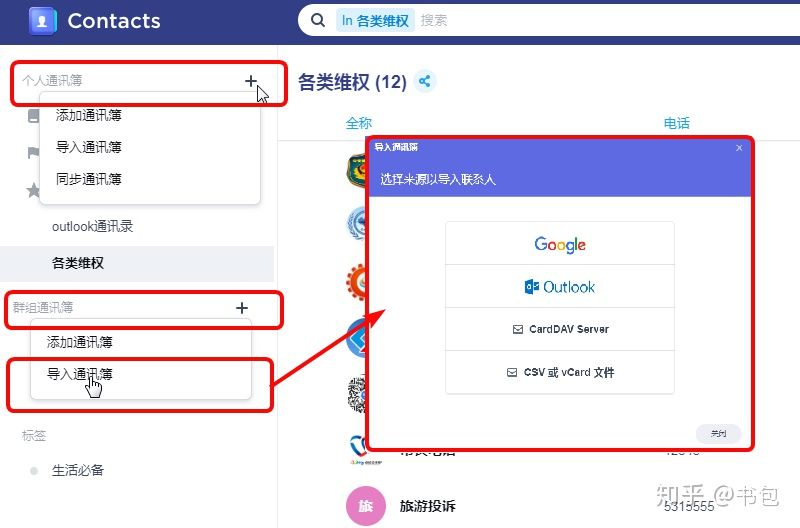 Contacts
In 各类维权 搜索
个人通讯簿
添加通讯簿
导入通讯簿
同步通讯簿
outlook通讯录
各类维权
群组通讯簿
添加通讯簿
导入通讯簿
标签
生活必备
各类维权 (12)
全称 电话
导入通讯簿
选择来源以导入联系人
Google
Outlook
CardDAV Server
CSV 或 vCard 文件
关闭
旅 旅游投诉 5315555
知乎 @书包